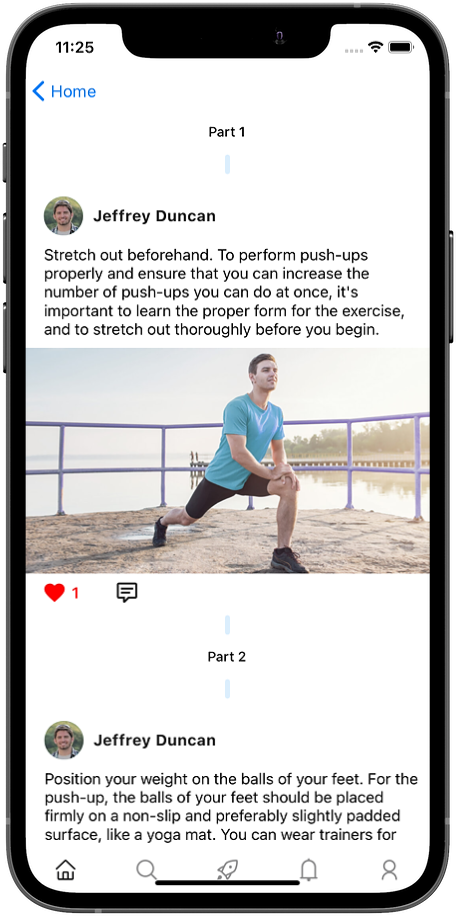 11:25
Home
Part 1
Jeffrey Duncan
Stretch out beforehand. To perform push-ups
properly and ensure that you can increase the
number of push-ups you can do at once, it's
important to learn the proper form for the exercise,
and to stretch out thoroughly before you begin.
1
Part 2
Jeffrey Duncan
Position your weight on the balls of your feet. For the
push-up, the balls of your feet should be placed
firmly on a non-slip and preferably slightly padded
surface, like a yoga mat. You can wear trainers for